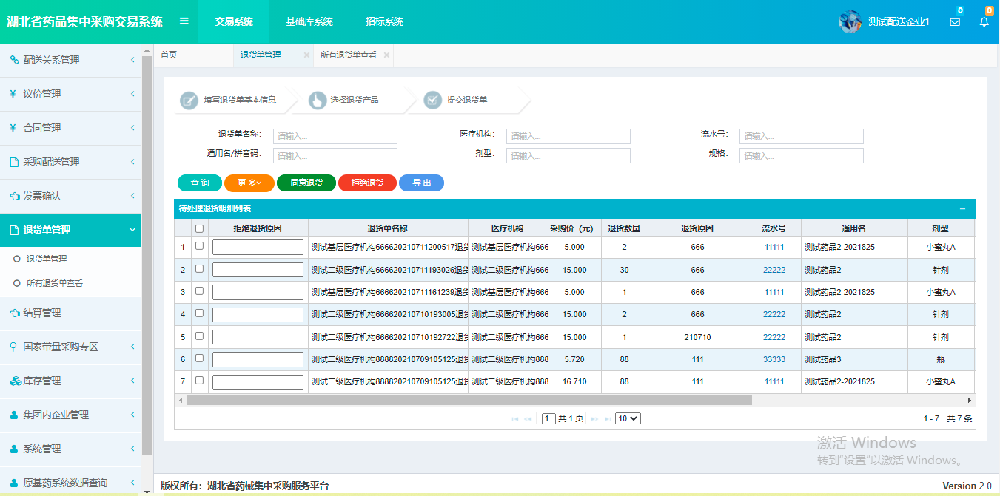 湖北省药品集中采购交易系统 交易系统 基础库系统 招标系统 测试配送企业1 0 0
首页 退货单管理 所有退货单查看
配送关系管理
议价管理
合同管理
采购配送管理
发票确认
退货单管理
退货单管理
所有退货单查看
结算管理
国家带量采购专区
库存管理
集团内企业管理
系统管理
原基药系统数据查询
填写退货单基本信息 选择退货产品 提交退货单
退货单名称： 请输入... 医疗机构： 请输入... 流水号： 请输入...
通用名/拼音码： 请输入... 剂型： 请输入... 规格： 请输入...
查 询 更 多 同意退货 拒绝退货 导 出
待处理退货明细列表
拒绝退货原因 退货单名称 医疗机构 采购价（元） 退货数量 退货原因 流水号 通用名 剂型
1 测试基层医疗机构666620210711200517退货 测试基层医疗机构666 5.000 2 666 11111 测试药品2-2021825 小蜜丸A
2 测试二级医疗机构666620210711193026退货 测试二级医疗机构666 15.000 30 666 22222 测试药品2 针剂
3 测试基层医疗机构666620210711161239退货 测试基层医疗机构666 5.000 1 666 11111 测试药品2-2021825 小蜜丸A
4 测试二级医疗机构666620210710193005退货 测试二级医疗机构666 15.000 2 666 22222 测试药品2 针剂
5 测试二级医疗机构666620210710192722退货 测试二级医疗机构666 15.000 1 210710 22222 测试药品2 针剂
6 测试二级医疗机构888820210709105125退货 测试二级医疗机构888 5.720 88 111 33333 测试药品3 瓶
7 测试二级医疗机构888820210709105125退货 测试二级医疗机构888 16.710 88 111 11111 测试药品2-2021825 小蜜丸A
1 共 1 页 10 1 - 7 共 7 条
激活 Windows
转到“设置”以激活 Windows。
版权所有：湖北省药械集中采购服务平台 Version 2.0